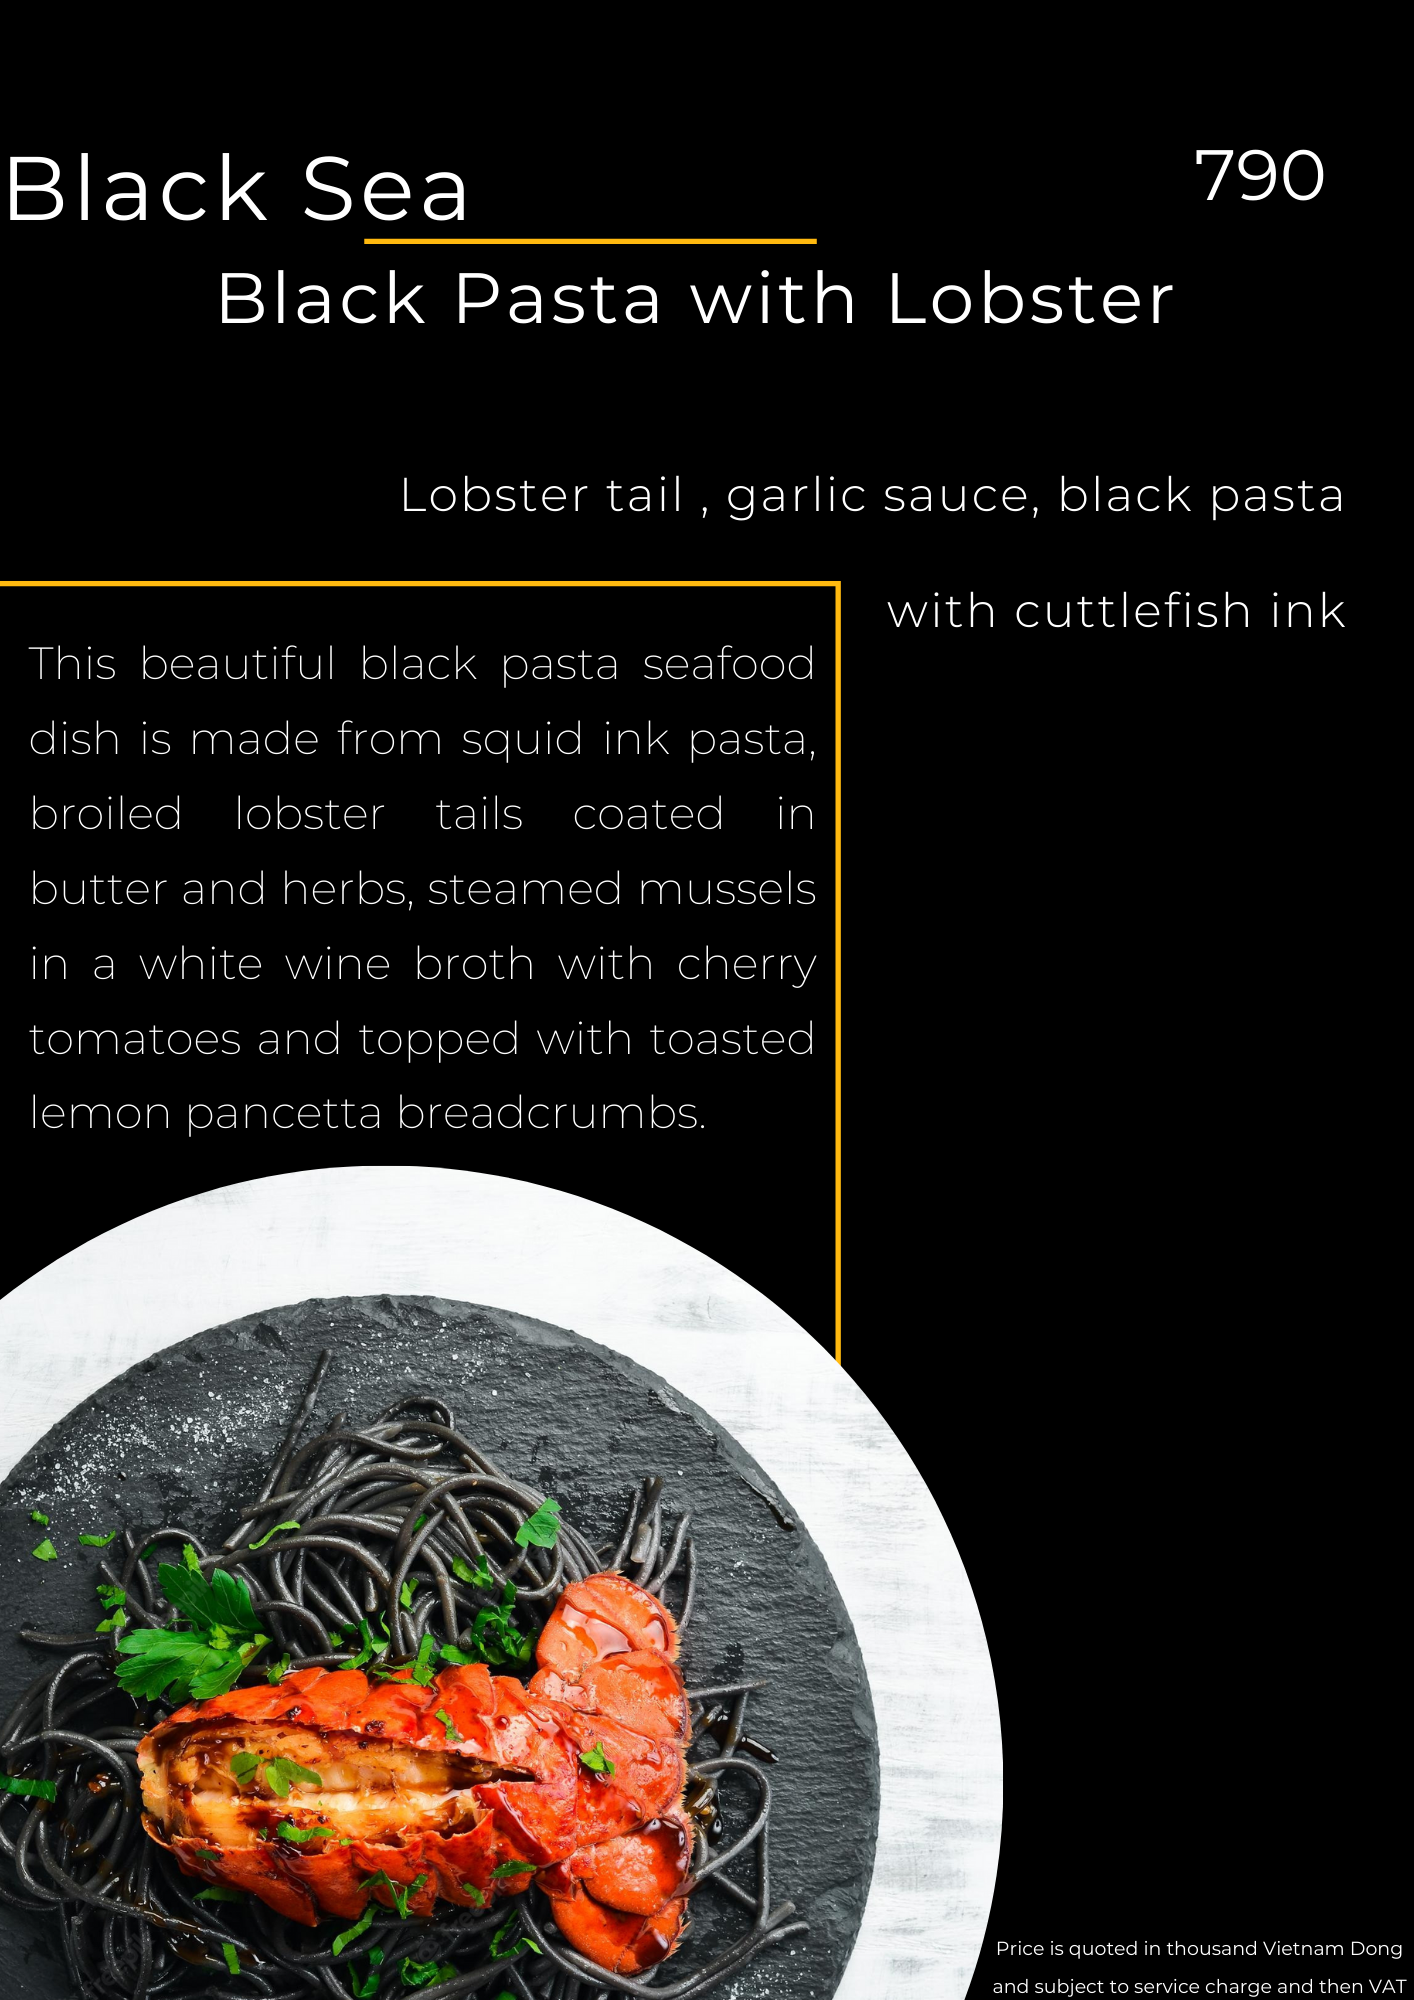 Black Sea
790
Black Pasta with Lobster
Lobster tail , garlic sauce, black pasta
with cuttlefish ink
This beautiful black pasta seafood
dish is made from squid ink pasta,
broiled lobster tails coated in
butter and herbs, steamed mussels
in a white wine broth with cherry
tomatoes and topped with toasted
lemon pancetta breadcrumbs.
Price is quoted in thousand Vietnam Dong
and subject to service charge and then VAT